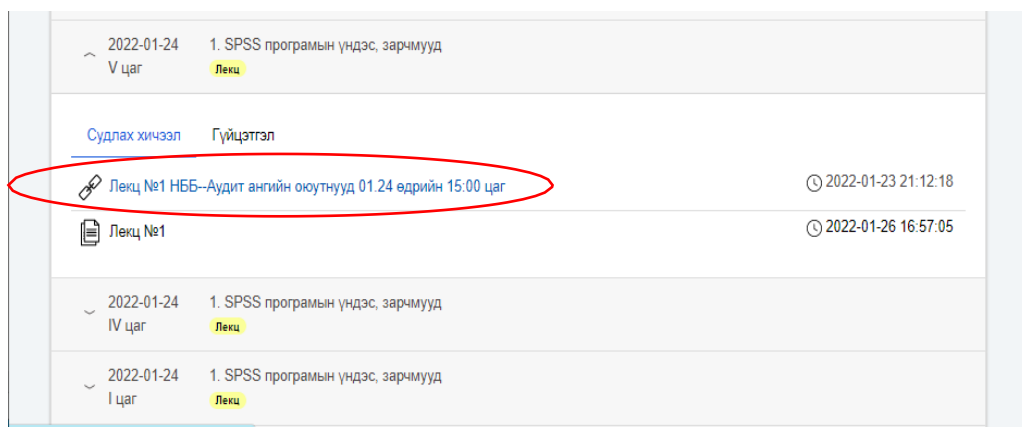 2022-01-24 1. SPSS програмын үндэс, зарчмууд
V цаг Лекц
Судлах хичээл Гүйцэтгэл
Лекц №1 НББ--Аудит ангийн оюутнууд 01.24 өдрийн 15:00 цаг 2022-01-23 21:12:18
Лекц №1 2022-01-26 16:57:05
2022-01-24 1. SPSS програмын үндэс, зарчмууд
IV цаг Лекц
2022-01-24 1. SPSS програмын үндэс, зарчмууд
I цаг Лекц